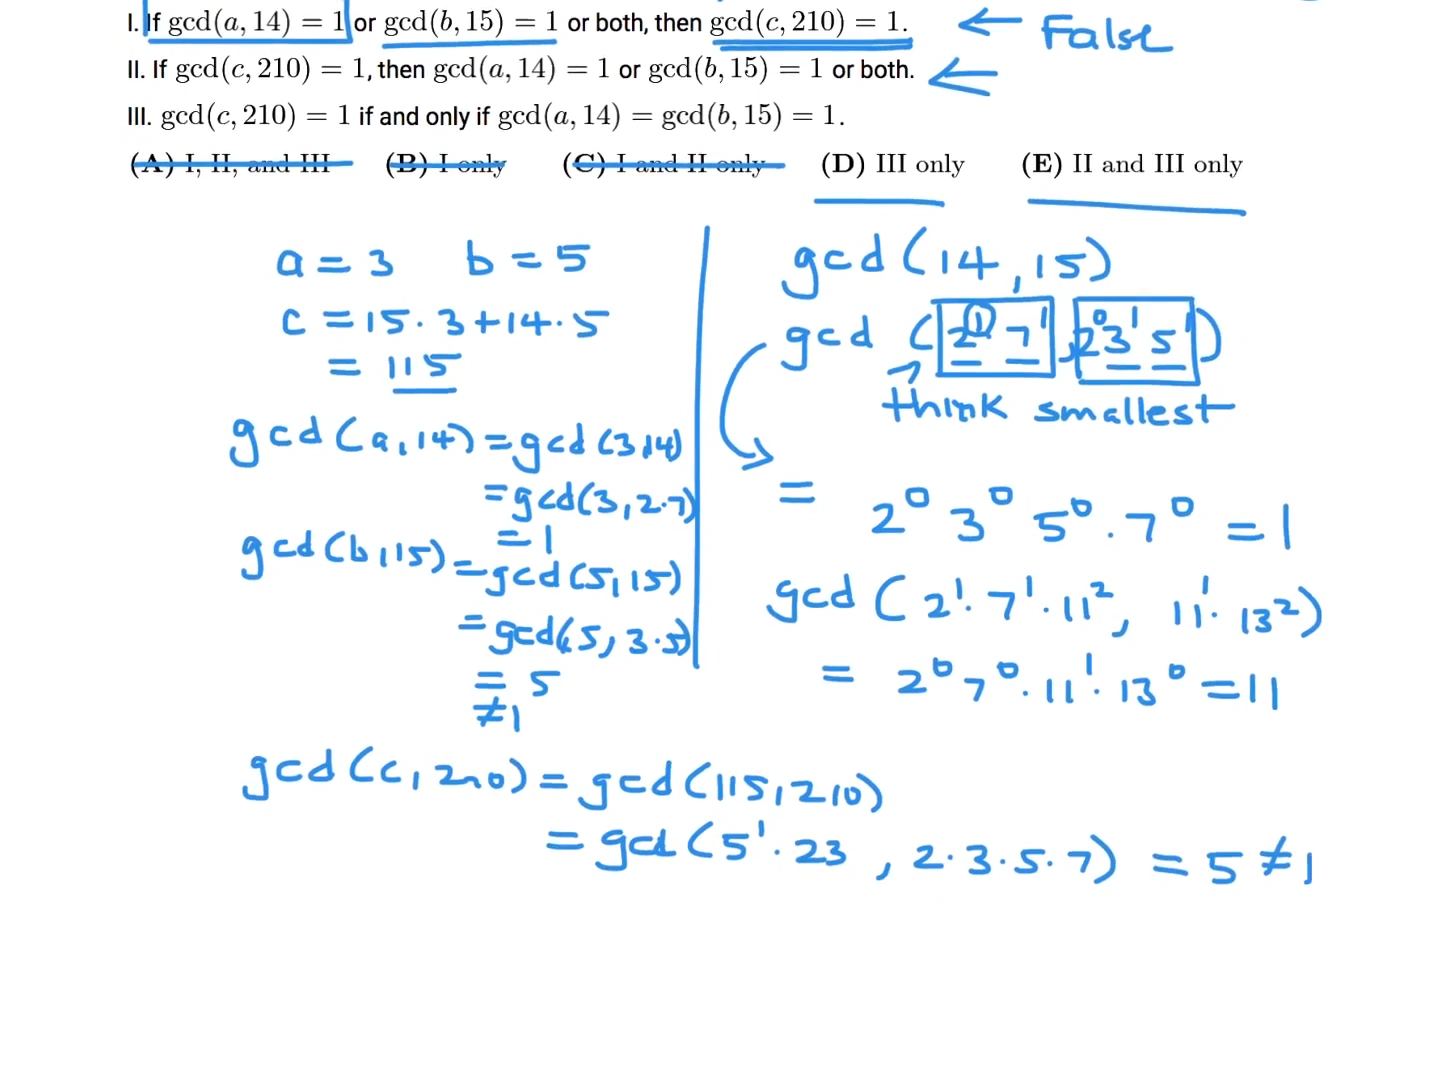 I. If gcd(a, 14) = 1 or gcd(b, 15) = 1 or both, then gcd(c, 210) = 1. ← False
II. If gcd(c, 210) = 1, then gcd(a, 14) = 1 or gcd(b, 15) = 1 or both. ←
III. gcd(c, 210) = 1 if and only if gcd(a, 14) = gcd(b, 15) = 1.
(A) I, II, and III (B) I only (C) I and II only (D) III only (E) II and III only
a = 3 b = 5
c = 15 · 3 + 14 · 5
= 115
gcd(a, 14) = gcd(3, 14)
= gcd(3, 2·7)
= 1
gcd(b, 15) = gcd(5, 15)
= gcd(5, 3·5)
= 5
≠ 1
gcd(14, 15)
gcd(2¹ 7¹, 2⁰ 3¹ 5¹)
think smallest
= 2⁰ 3⁰ 5⁰ · 7⁰ = 1
gcd(2¹ · 7¹ · 11², 11¹ · 13²)
= 2⁰ 7⁰ · 11¹ · 13⁰ = 11
gcd(c, 210) = gcd(115, 210)
= gcd(5¹ · 23, 2·3·5·7) = 5 ≠ 1